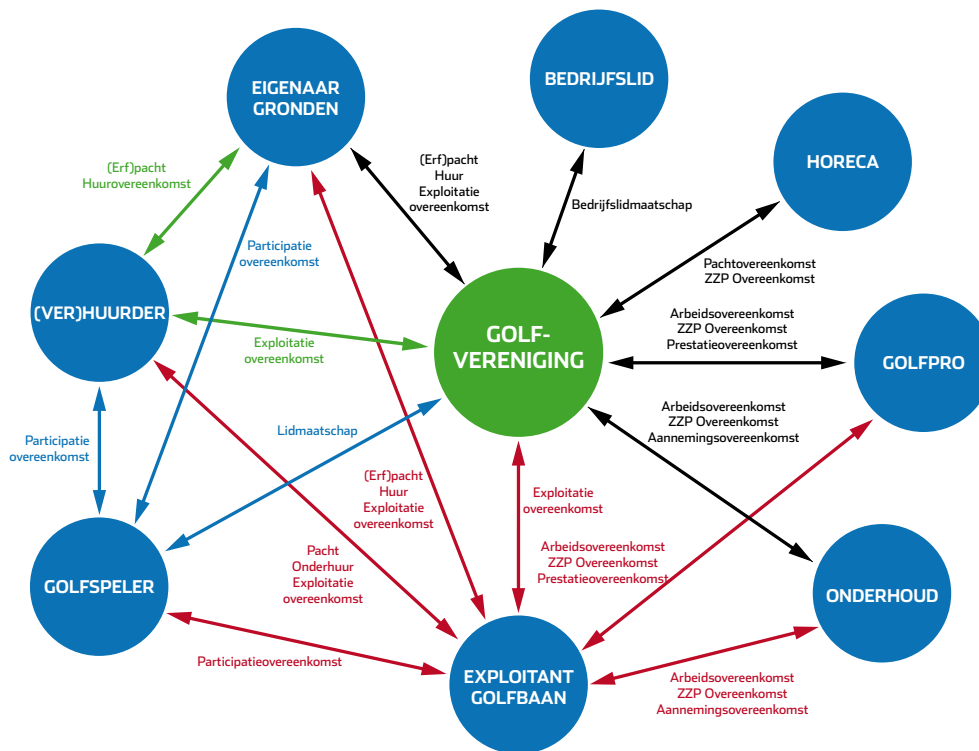 EIGENAAR
GRONDEN
BEDRIJFSLID
HORECA
(Erf)pacht
Huurovereenkomst
(Erf)pacht
Huur
Exploitatie
overeenkomst
Bedrijfslidmaatschap
Participatie
overeenkomst
Pachtovereenkomst
ZZP Overeenkomst
(VER)HUURDER
GOLF-
VERENIGING
Arbeidsovereenkomst
ZZP Overeenkomst
Prestatieovereenkomst
GOLFPRO
Exploitatie
overeenkomst
Arbeidsovereenkomst
ZZP Overeenkomst
Aannemingsovereenkomst
Participatie
overeenkomst
Lidmaatschap
(Erf)pacht
Huur
Exploitatie
overeenkomst
Exploitatie
overeenkomst
Pacht
Onderhuur
Exploitatie
overeenkomst
Arbeidsovereenkomst
ZZP Overeenkomst
Prestatieovereenkomst
GOLFSPELER
ONDERHOUD
Participatieovereenkomst
EXPLOITANT
GOLFBAAN
Arbeidsovereenkomst
ZZP Overeenkomst
Aannemingsovereenkomst